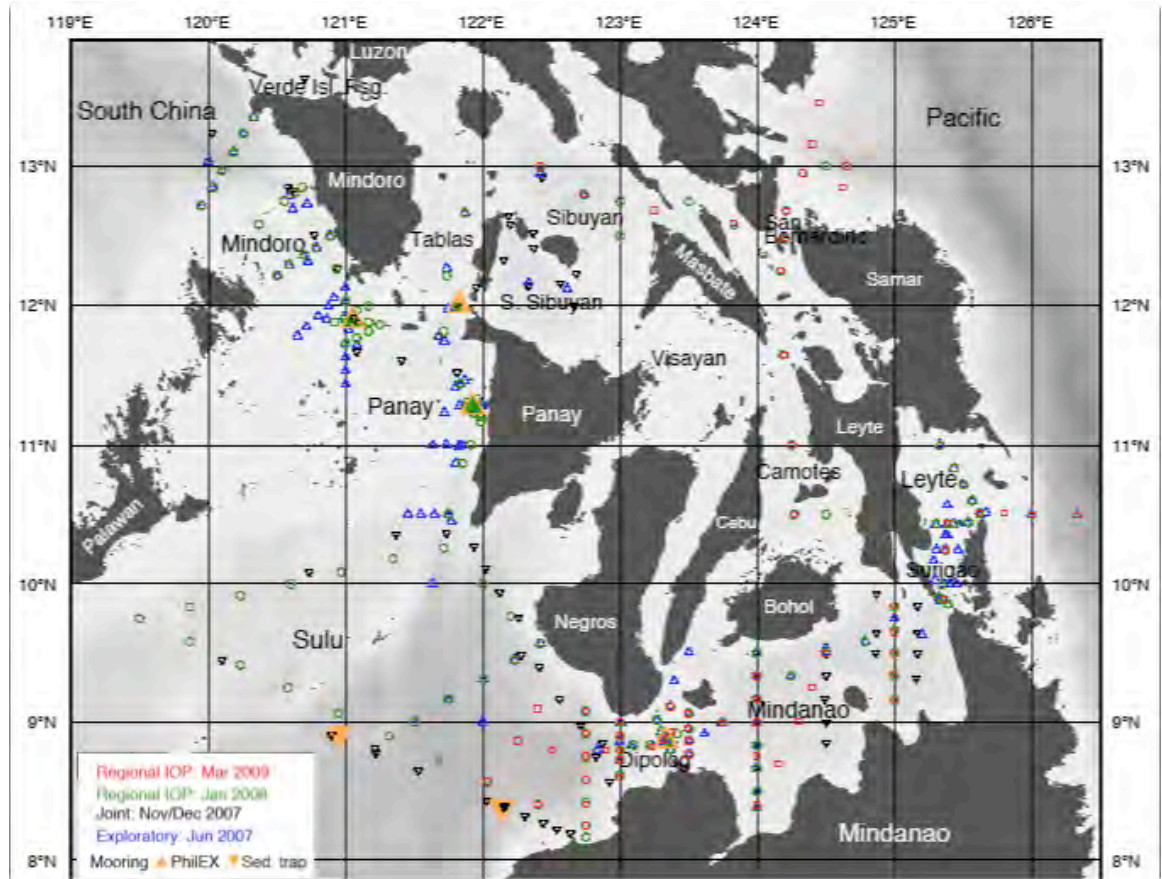 119°E 120°E 121°E 122°E 123°E 124°E 125°E 126°E
Luzon
Verde Isl. Psg.
South China
Pacific
13°N
13°N
Mindoro
Sibuyan
Tablas
Mindoro
San
Bernardino
Masbate
Samar
12°N
S. Sibuyan
12°N
Visayan
Panay
Panay
Leyte
11°N
11°N
Camotes
Leyte
Palawan
Cebu
Surigao
10°N
10°N
Bohol
Negros
Sulu
9°N
Mindanao
9°N
Dipolog
Regional IOP: Mar 2009
Regional IOP: Jan 2008
Joint: Nov/Dec 2007
Exploratory: Jun 2007
Mooring PhilEX Sed. trap
Mindanao
8°N
8°N